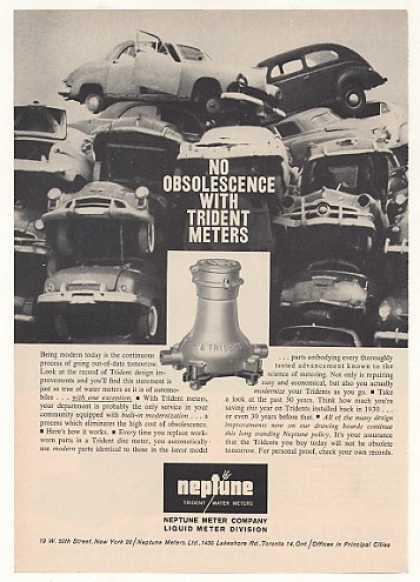 NO
OBSOLESCENCE
WITH
TRIDENT
METERS
TRIDENT
Being modern today is the continuous
process of going out-of-date tomorrow.
Look at the record of Trident design im-
provements and you'll find this statement is
just as true of water meters as it is of automo-
biles . . . with one exception. ■ With Trident meters,
your department is probably the only service in your
community equipped with built-in modernization . . . a
process which eliminates the high cost of obsolescence.
■ Here's how it works. ■ Every time you replace work-
worn parts in a Trident disc meter, you automatically
use modern parts identical to those in the latest model
. . . parts embodying every thoroughly
tested advancement known to the
science of metering. Not only is repairing
easy and economical, but also you actually
modernize your Tridents as you go. ■ Take
a look at the past 50 years. Think how much you're
saving this year on Tridents installed back in 1930 . . .
or even 30 years before that. ■ All of the many design
improvements now on our drawing boards continue
this long standing Neptune policy. It's your assurance
that the Tridents you buy today will not be obsolete
tomorrow. For personal proof, check your own records.
neptune
TRIDENT WATER METERS
NEPTUNE METER COMPANY
LIQUID METER DIVISION
19 W. 50th Street, New York 20 / Neptune Meters, Ltd., 1430 Lakeshore Rd., Toronto 14, Ont. / Offices in Principal Cities